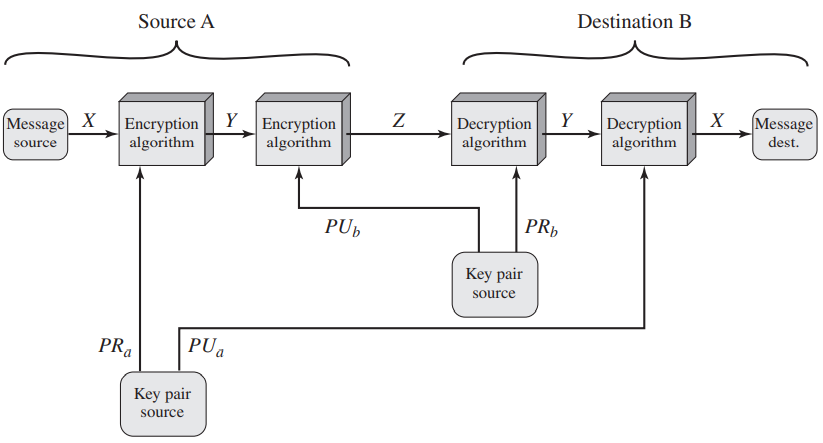 Source A
Destination B
Message
source
X
Encryption
algorithm
Y
Encryption
algorithm
Z
Decryption
algorithm
Y
Decryption
algorithm
X
Message
dest.
PUb
PRb
Key pair
source
PRa
PUa
Key pair
source